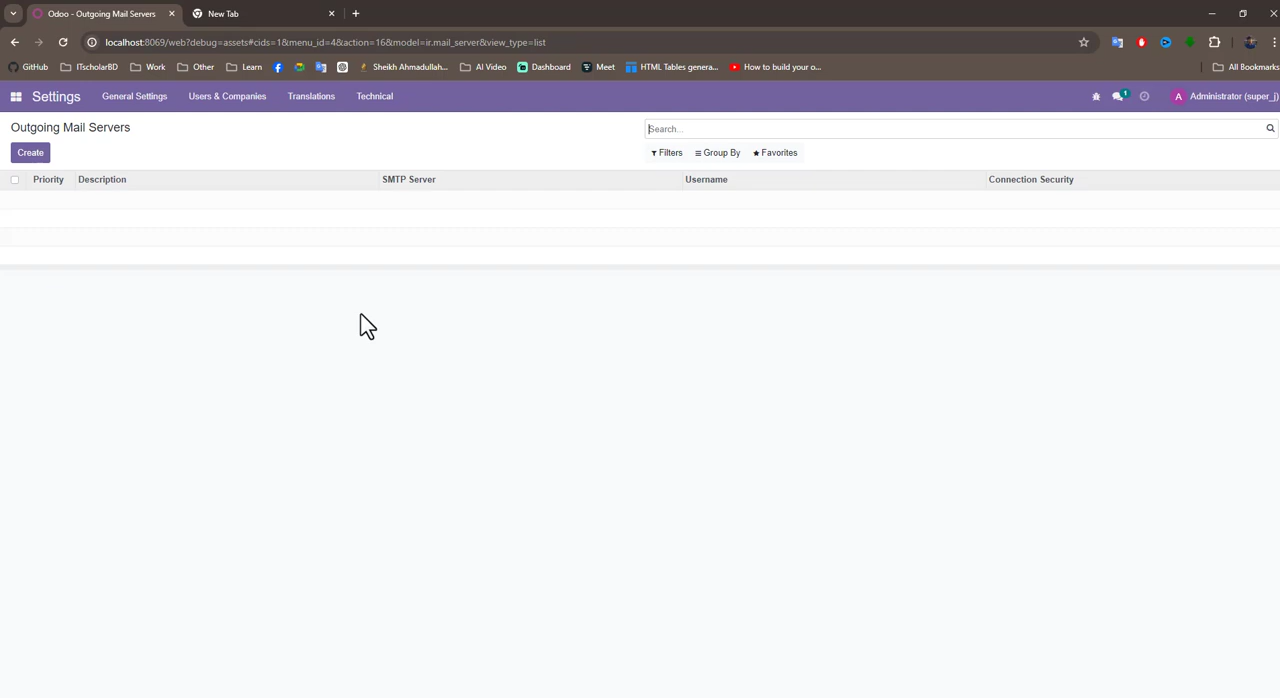 Odoo - Outgoing Mail Servers
New Tab
localhost:8069/web?debug=assets#cids=1&menu_id=4&action=16&model=ir.mail_server&view_type=list
GitHub ITscholarBD Work Other Learn Sheikh Ahmadullah... AI Video Dashboard Meet HTML Tables genera... How to build your o... All Bookmarks
Settings General Settings Users & Companies Translations Technical 1 A Administrator (super_j)
Outgoing Mail Servers
Search...
Create
Filters Group By Favorites
Priority Description SMTP Server Username Connection Security